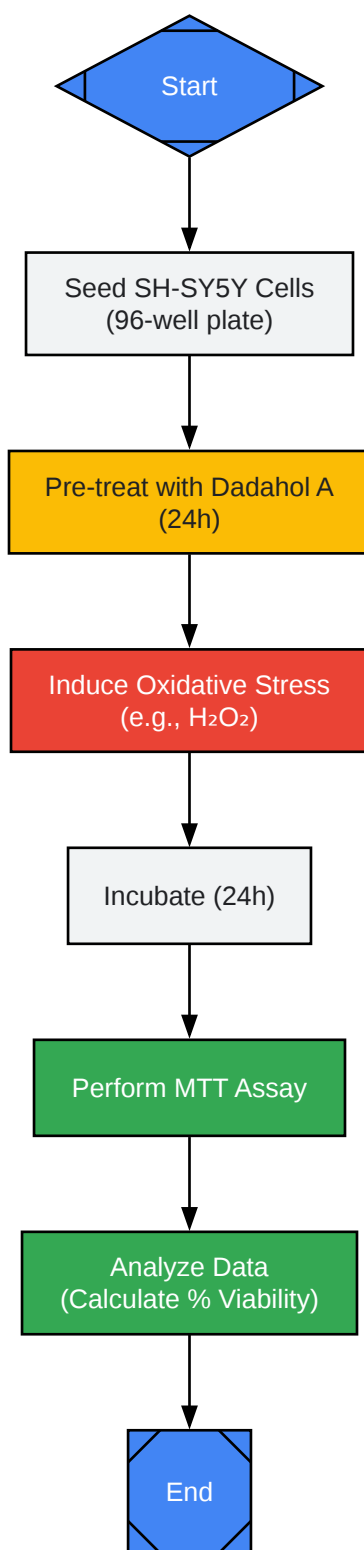 Start
Seed SH-SY5Y Cells
(96-well plate)
Pre-treat with Dadahol A
(24h)
Induce Oxidative Stress
(e.g., H₂O₂)
Incubate (24h)
Perform MTT Assay
Analyze Data
(Calculate % Viability)
End